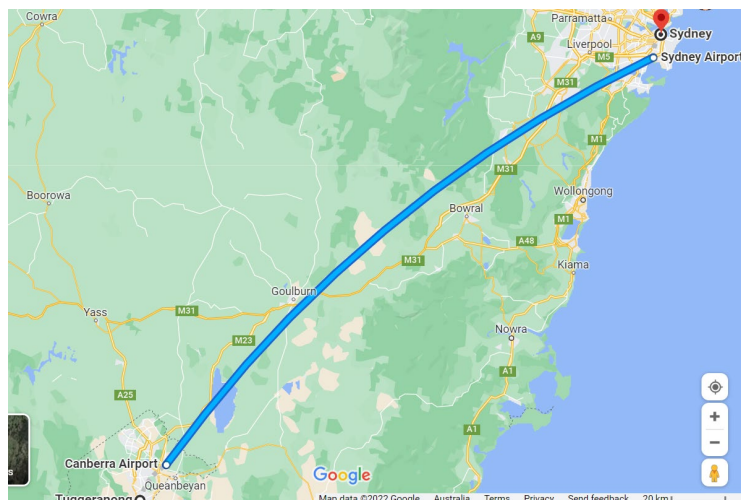 Cowra
Parramatta
Sydney
A9
Liverpool
M5
Sydney Airport
M31
M1
M31
Boorowa
Wollongong
Bowral
M1
A48
M31
Kiama
Goulburn
Yass
M31
Nowra
M23
A1
A25
A1
Canberra Airport
Queanbeyan
Google
Tuggeranong
Map data ©2022 Google Australia Terms Privacy Send feedback 20 km